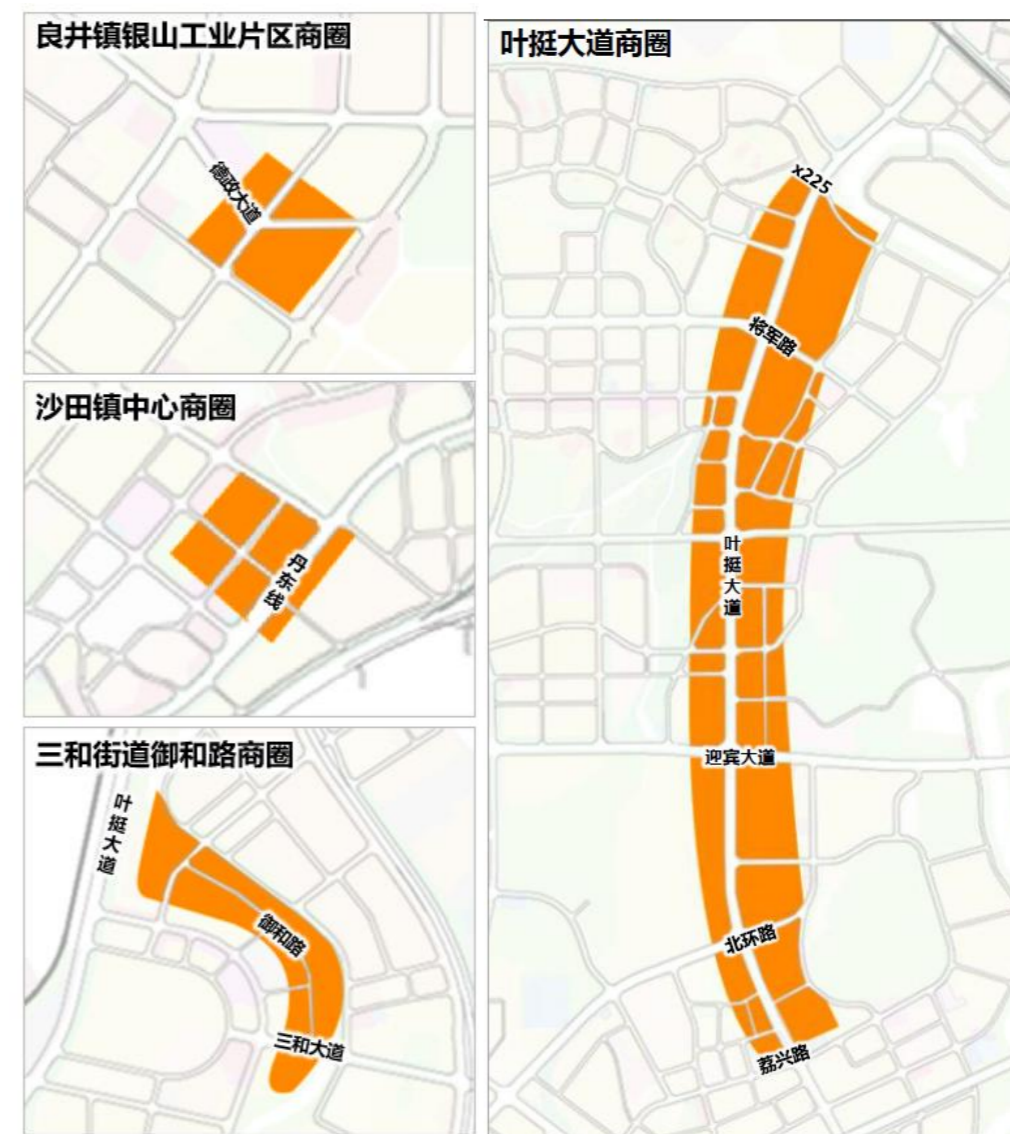 良井镇银山工业片区商圈
德政大道
沙田镇中心商圈
丹东线
三和街道御和路商圈
叶挺大道
御和路
三和大道
叶挺大道商圈
x225
将军路
叶挺大道
迎宾大道
北环路
荔兴路